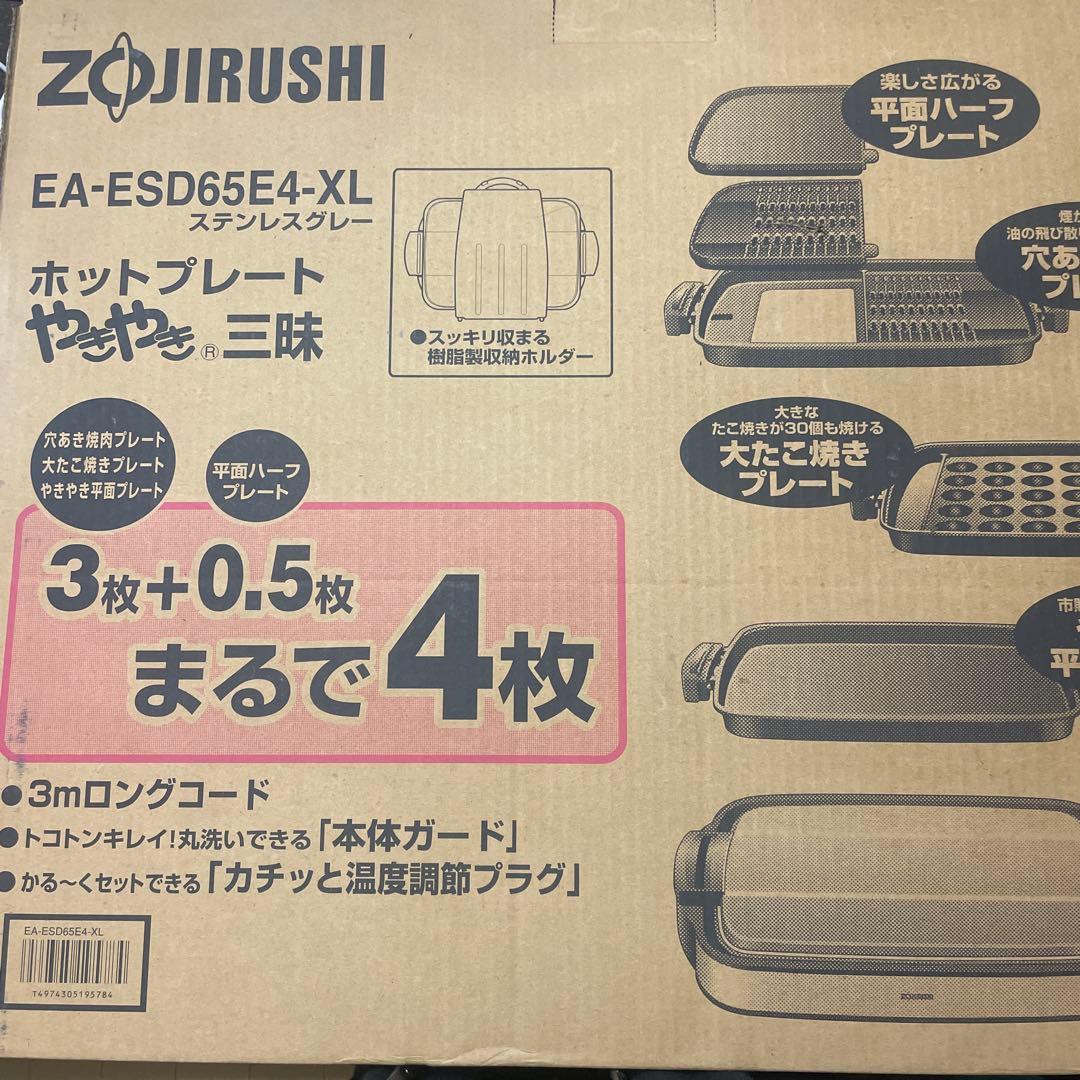 ZOJIRUSHI
EA-ESD65E4-XL
ステンレスグレー
ホットプレート
やきやき®三昧
●スッキリ収まる
樹脂製収納ホルダー
楽しさ広がる
平面ハーフ
プレート
煙
油の飛び散り
穴あ
プ
大きな
たこ焼きが30個も焼ける
大たこ焼き
プレート
市販
平
穴あき焼肉プレート
大たこ焼きプレート
やきやき平面プレート
平面ハーフ
プレート
3枚+0.5枚
まるで4枚
●3mロングコード
●トコトンキレイ!丸洗いできる「本体ガード」
●かる〜くセットできる「カチッと温度調節プラグ」
EA-ESD65E4-XL
T4974305195784
ZOJIRUSHI